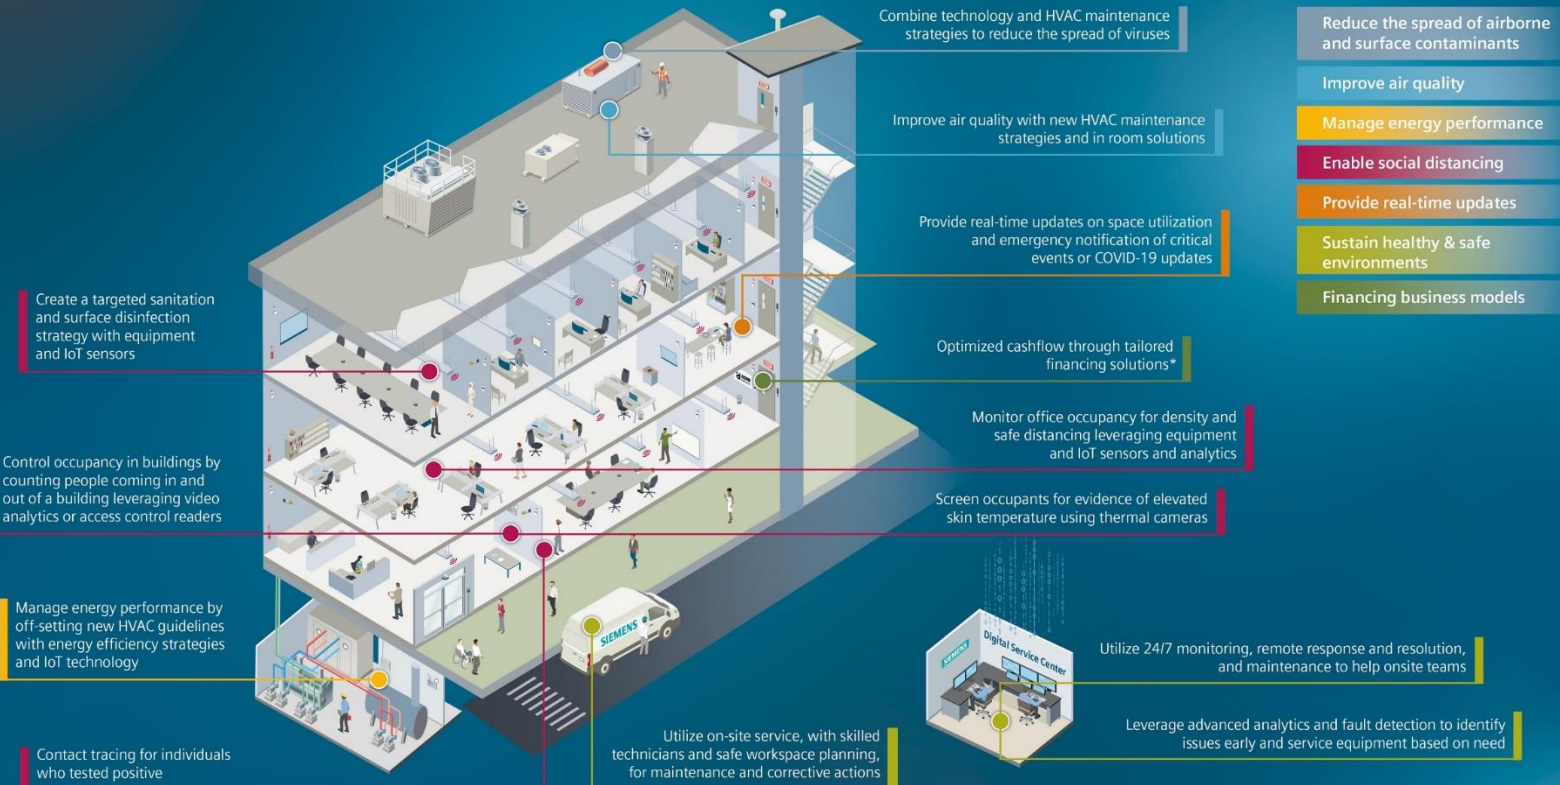 Combine technology and HVAC maintenance
strategies to reduce the spread of viruses
Improve air quality with new HVAC maintenance
strategies and in room solutions
Provide real-time updates on space utilization
and emergency notification of critical
events or COVID-19 updates
Optimized cashflow through tailored
financing solutions*
Monitor office occupancy for density and
safe distancing leveraging equipment
and IoT sensors and analytics
Screen occupants for evidence of elevated
skin temperature using thermal cameras
Reduce the spread of airborne
and surface contaminants
Improve air quality
Manage energy performance
Enable social distancing
Provide real-time updates
Sustain healthy & safe
environments
Financing business models
Create a targeted sanitation
and surface disinfection
strategy with equipment
and IoT sensors
Control occupancy in buildings by
counting people coming in and
out of a building leveraging video
analytics or access control readers
Manage energy performance by
off-setting new HVAC guidelines
with energy efficiency strategies
and IoT technology
Contact tracing for individuals
who tested positive
SIEMENS
Utilize on-site service, with skilled
technicians and safe workspace planning,
for maintenance and corrective actions
SIEMENS
Digital Service Center
Utilize 24/7 monitoring, remote response and resolution,
and maintenance to help onsite teams
Leverage advanced analytics and fault detection to identify
issues early and service equipment based on need